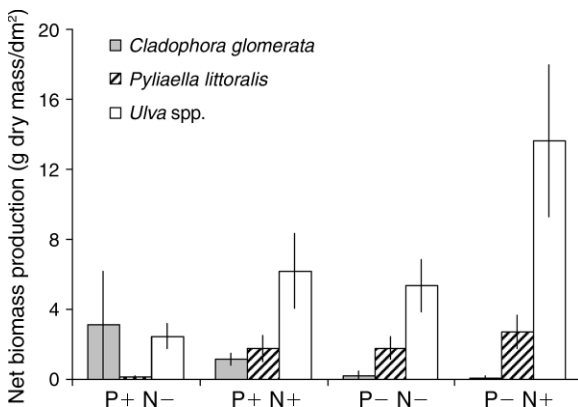 Net biomass production (g dry mass/dm²)
20
16
12
8
4
0
Cladophora glomerata
Pyliaella littoralis
Ulva spp.
P+ N−
P+ N+
P− N−
P− N+